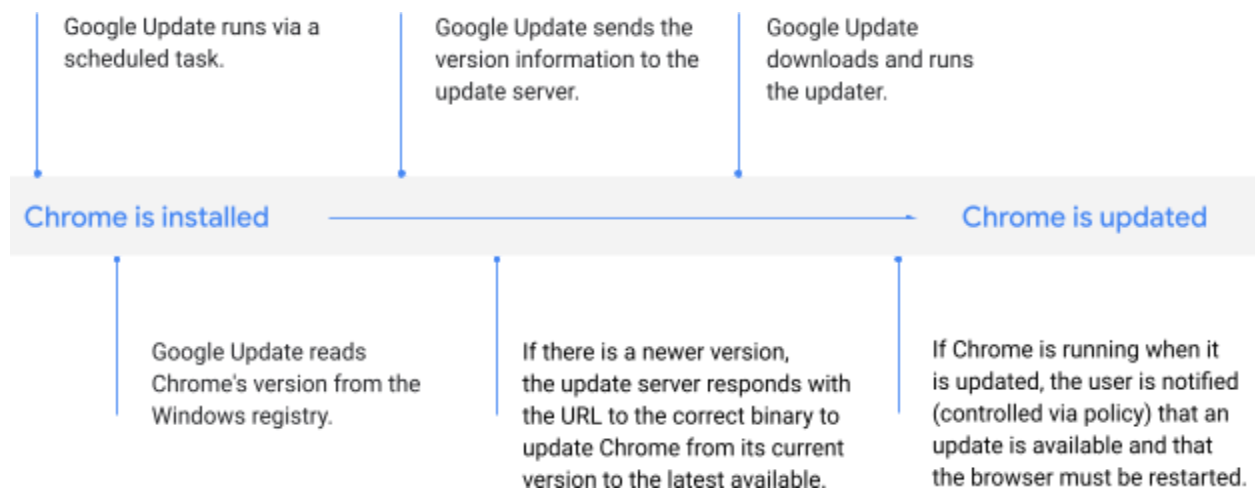 Google Update runs via a
scheduled task.
Google Update sends the
version information to the
update server.
Google Update
downloads and runs
the updater.
Chrome is installed
Chrome is updated
Google Update reads
Chrome's version from the
Windows registry.
If there is a newer version,
the update server responds with
the URL to the correct binary to
update Chrome from its current
version to the latest available.
If Chrome is running when it
is updated, the user is notified
(controlled via policy) that an
update is available and that
the browser must be restarted.